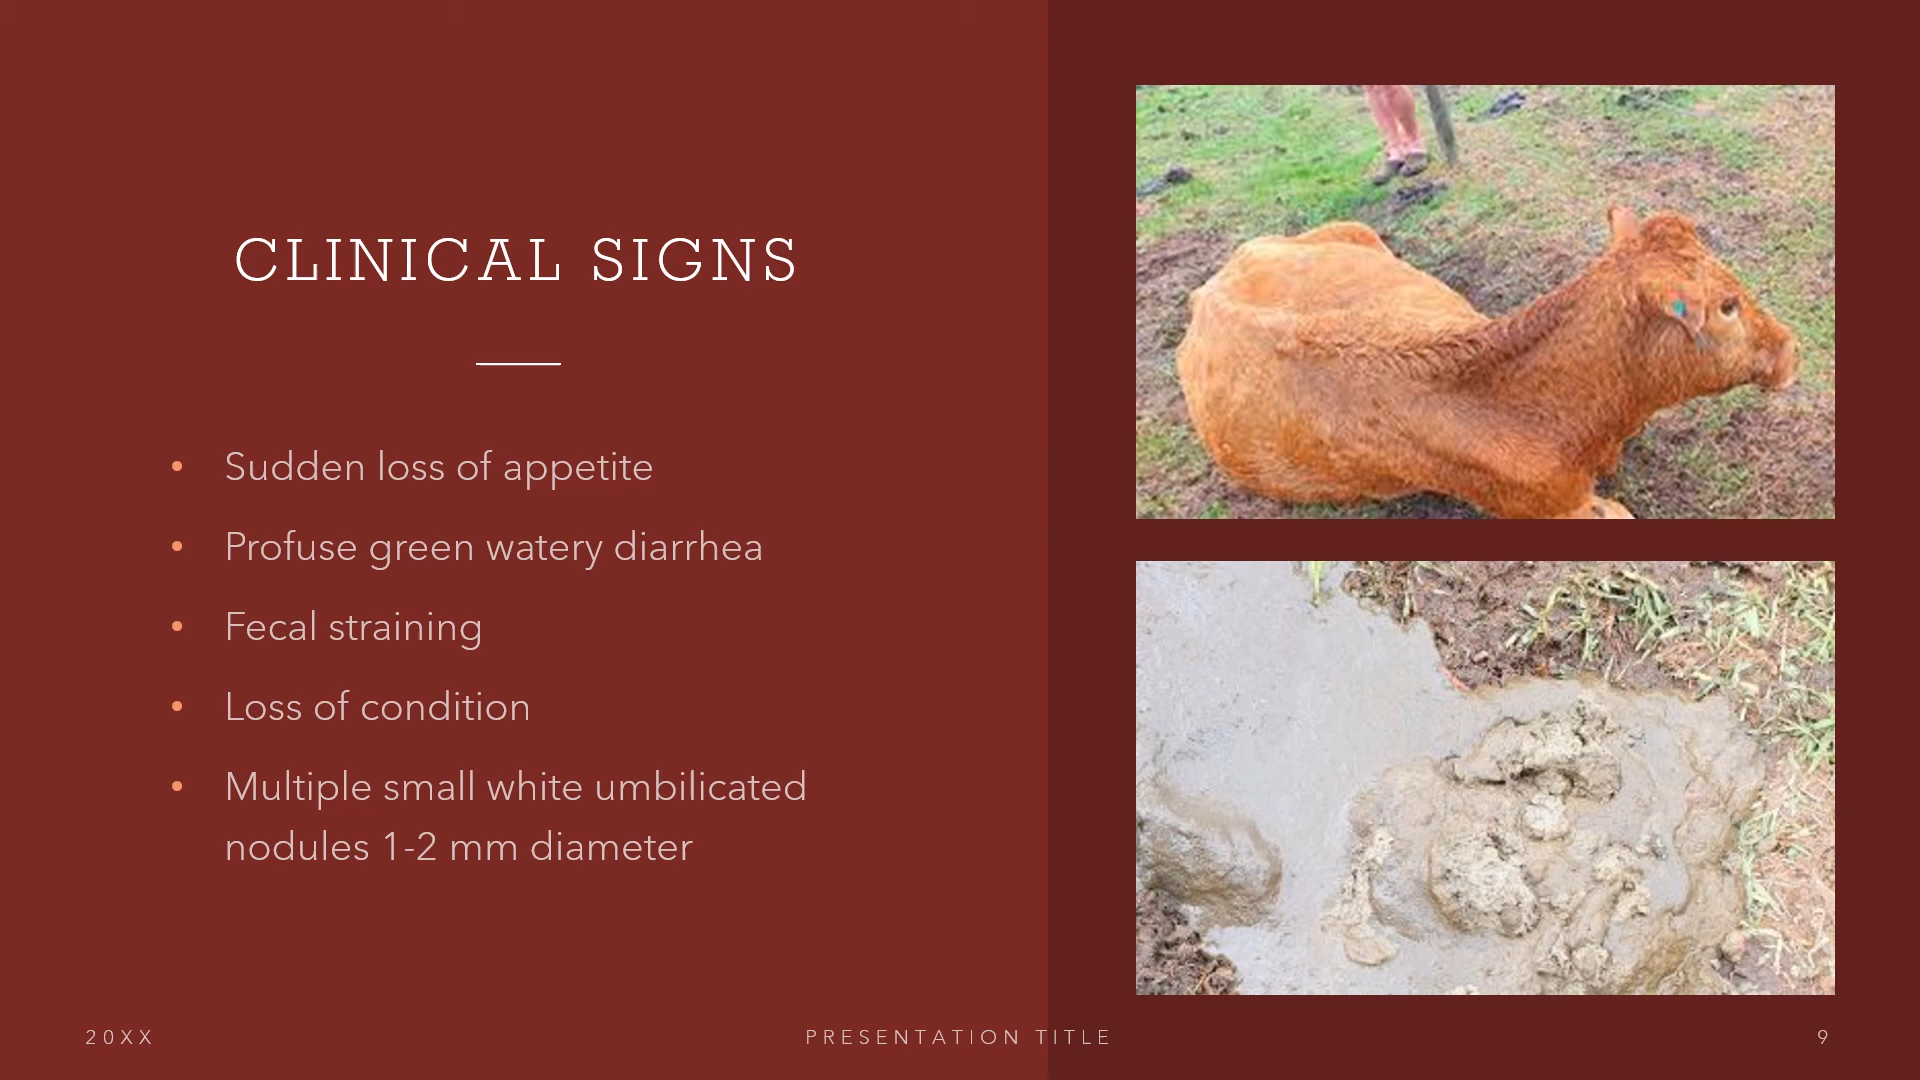 CLINICAL SIGNS
• Sudden loss of appetite
• Profuse green watery diarrhea
• Fecal straining
• Loss of condition
• Multiple small white umbilicated
nodules 1-2 mm diameter
20XX
PRESENTATION TITLE
9